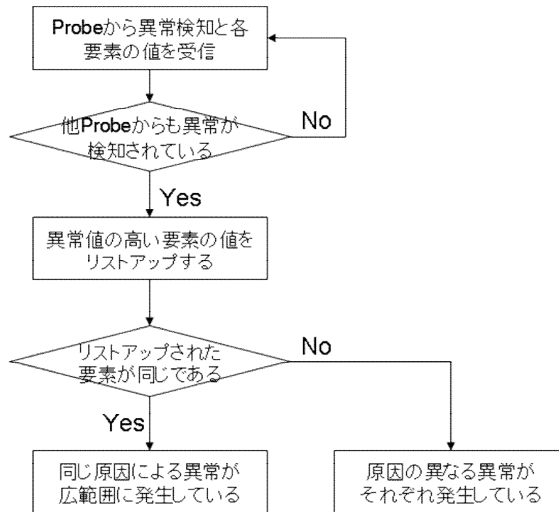 Probeから異常検知と各
要素の値を受信
他Probeからも異常が
検知されている
No
Yes
異常値の高い要素の値を
リストアップする
リストアップされた
要素が同じである
No
Yes
同じ原因による異常が
広範囲に発生している
原因の異なる異常が
それぞれ発生している